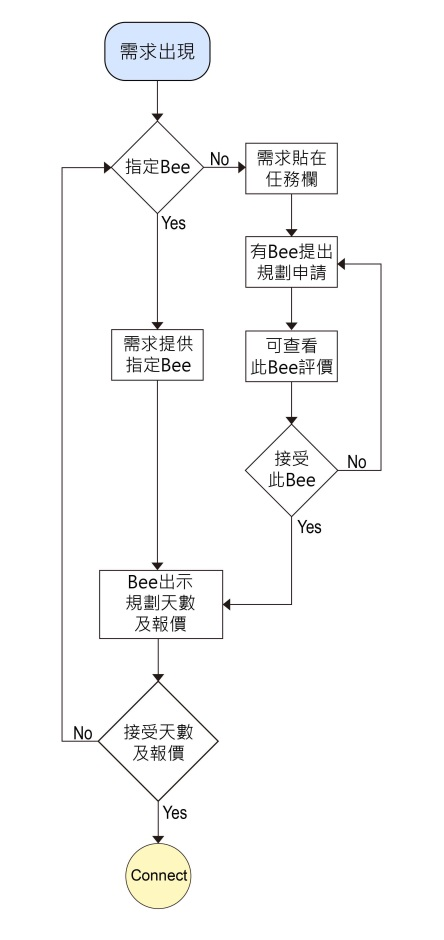 需求出現
指定Bee
No
需求貼在
任務欄
Yes
有Bee提出
規劃申請
需求提供
指定Bee
可查看
此Bee評價
接受
此Bee
No
Yes
Bee出示
規劃天數
及報價
接受天數
及報價
No
Yes
Connect